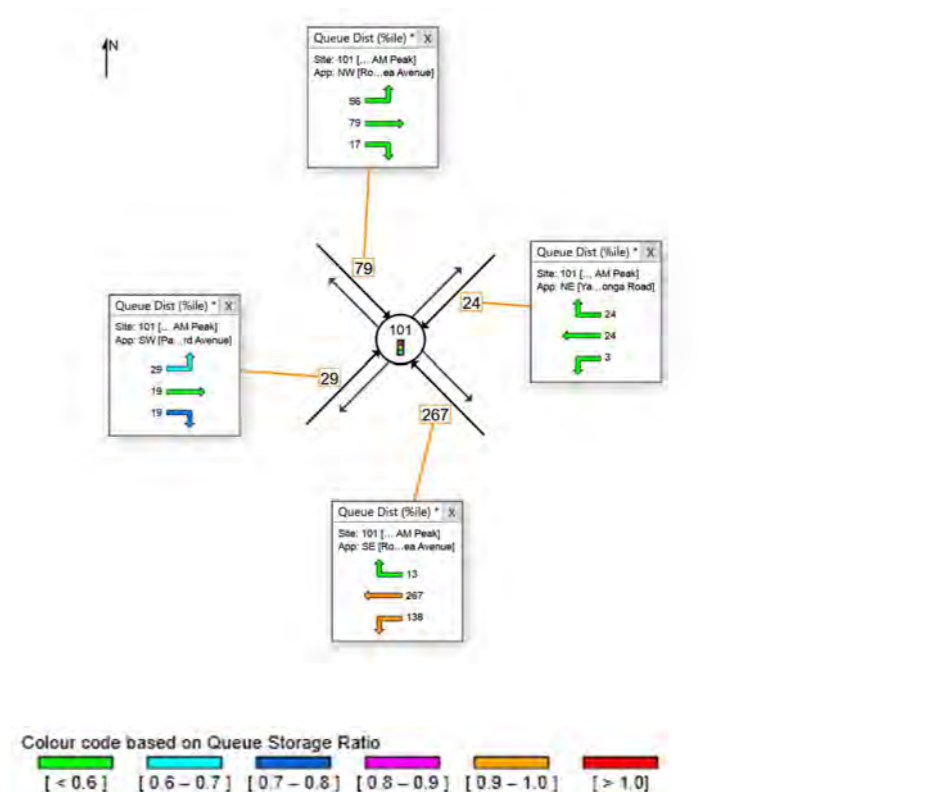 N
Queue Dist (%ile) * X
Site: 101 [... AM Peak]
App: NW [Ro...ea Avenue]
56
79
17
79
Queue Dist (%ile) * X
Site: 101 [... AM Peak]
App: NE [Ya...onga Road]
24
24
3
24
101
Queue Dist (%ile) * X
Site: 101 [... AM Peak]
App: SW [Pa...rd Avenue]
29
19
19
29
267
Queue Dist (%ile) * X
Site: 101 [... AM Peak]
App: SE [Ro...ea Avenue]
13
267
138
Colour code based on Queue Storage Ratio
[ < 0.6 ] [ 0.6 – 0.7 ] [ 0.7 – 0.8 ] [ 0.8 – 0.9 ] [ 0.9 – 1.0 ] [ > 1.0 ]